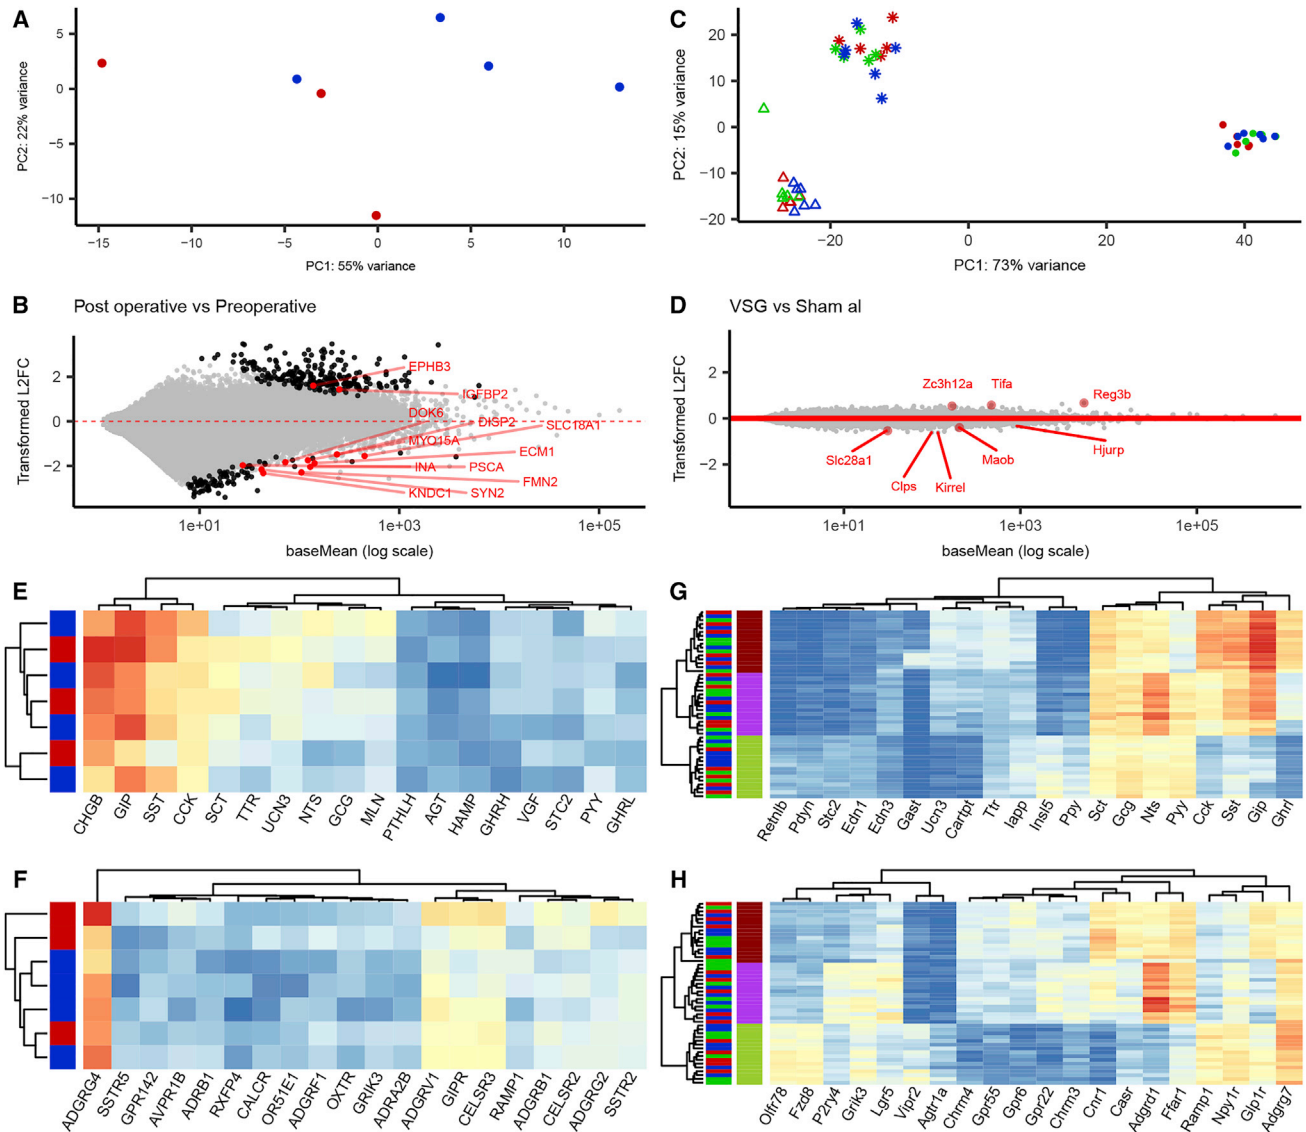 A
5
0
−5
−10
PC2: 22% variance
−15
−10
−5
0
5
10
PC1: 55% variance
C
20
10
0
−10
−20
PC2: 15% variance
−20
0
20
40
PC1: 73% variance
B
Post operative vs Preoperative
Transformed L2FC
2
0
−2
EPHB3
IGFBP2
DOK6
DISP2
SLC18A1
MYO15A
ECM1
INA
PSCA
FMN2
KNDC1
SYN2
1e+01
1e+03
1e+05
baseMean (log scale)
D
VSG vs Sham al
Transformed L2FC
2
0
−2
Zc3h12a
Tifa
Reg3b
Slc28a1
Clps
Kirrel
Maob
Hjurp
1e+01
1e+03
1e+05
baseMean (log scale)
E
CHGB
GIP
SST
CCK
SCT
TTR
UCN3
NTS
GCG
MLN
PTHLH
AGT
HAMP
GHRH
VGF
STC2
PYY
GHRL
G
Retnlb
Pdyn
Stc2
Edn1
Edn3
Gast
Ucn3
Cartpt
Ttr
Iapp
Insl5
Ppy
Sct
Gcg
Nts
Pyy
Cck
Sst
Gip
Ghrl
F
ADGRG4
SSTR5
GPR142
AVPR1B
ADRB1
RXFP4
CALCR
OR51E1
ADGRF1
OXTR
GRIK3
ADRA2B
ADGRV1
GIPR
CELSR3
RAMP1
ADGRB1
CELSR2
ADGRG2
SSTR2
H
Olfr78
Fzd8
P2ry4
Grik3
Lgr5
Vipr2
Agtr1a
Chrm4
Gpr55
Gpr6
Gpr22
Chrm3
Cnr1
Casr
Adgrd1
Ffar1
Ramp1
Npy1r
Glp1r
Adgrg7